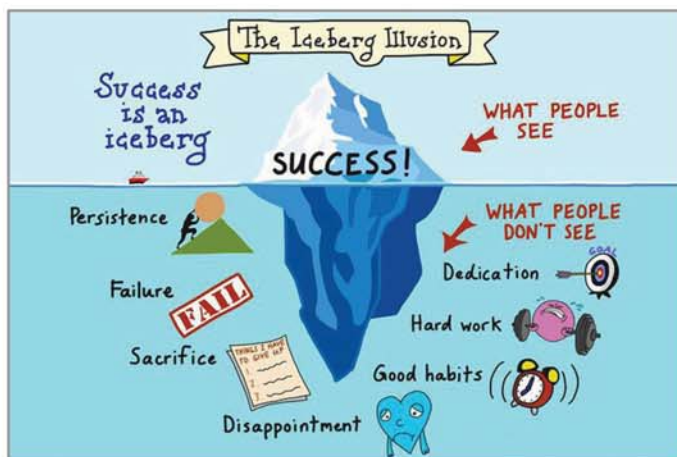 The Iceberg Illusion
Success
is an
iceberg
WHAT PEOPLE
SEE
SUCCESS!
Persistence
WHAT PEOPLE
DON'T SEE
GOAL
Dedication
Failure
FAIL
Hard work
Sacrifice
THINGS I HAVE
TO GIVE UP
1
2
3
Good habits
Disappointment